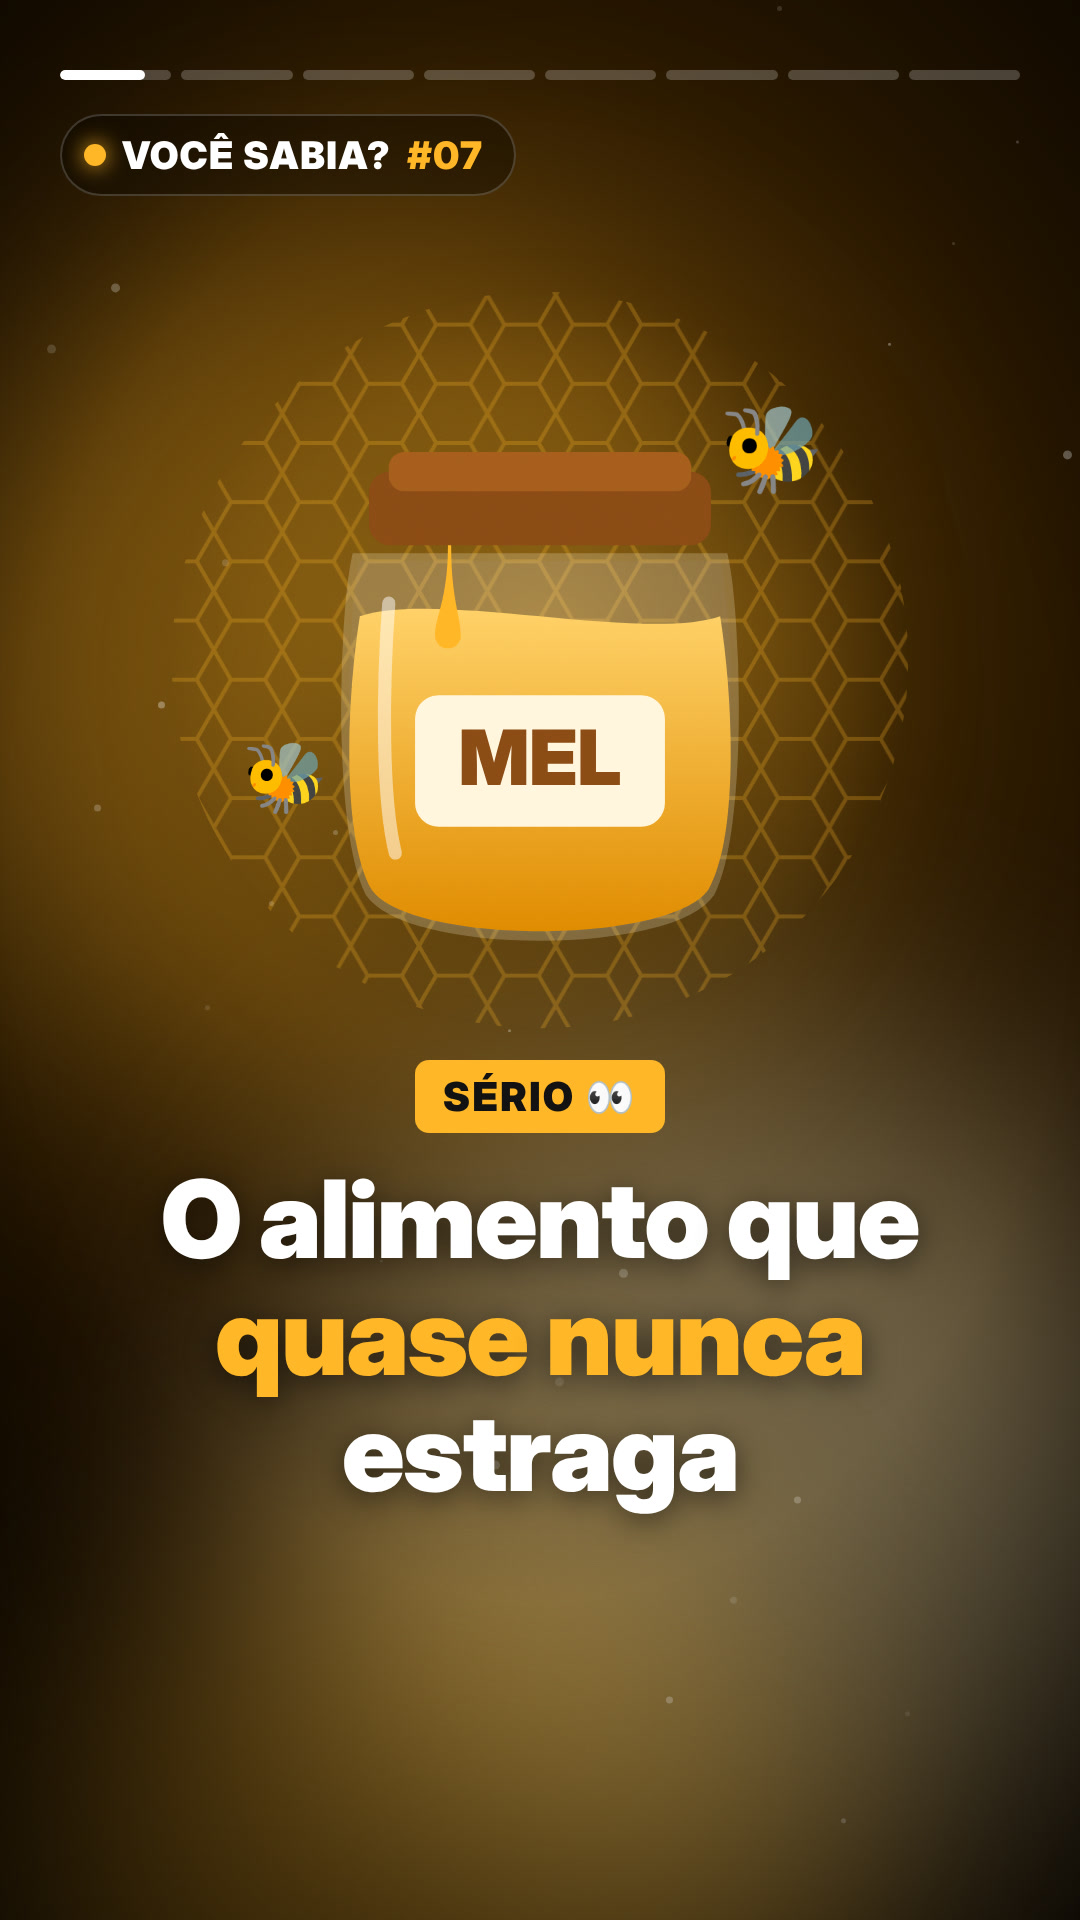 VOCÊ SABIA? #07
MEL
SÉRIO 👀
O alimento que
quase nunca
estraga